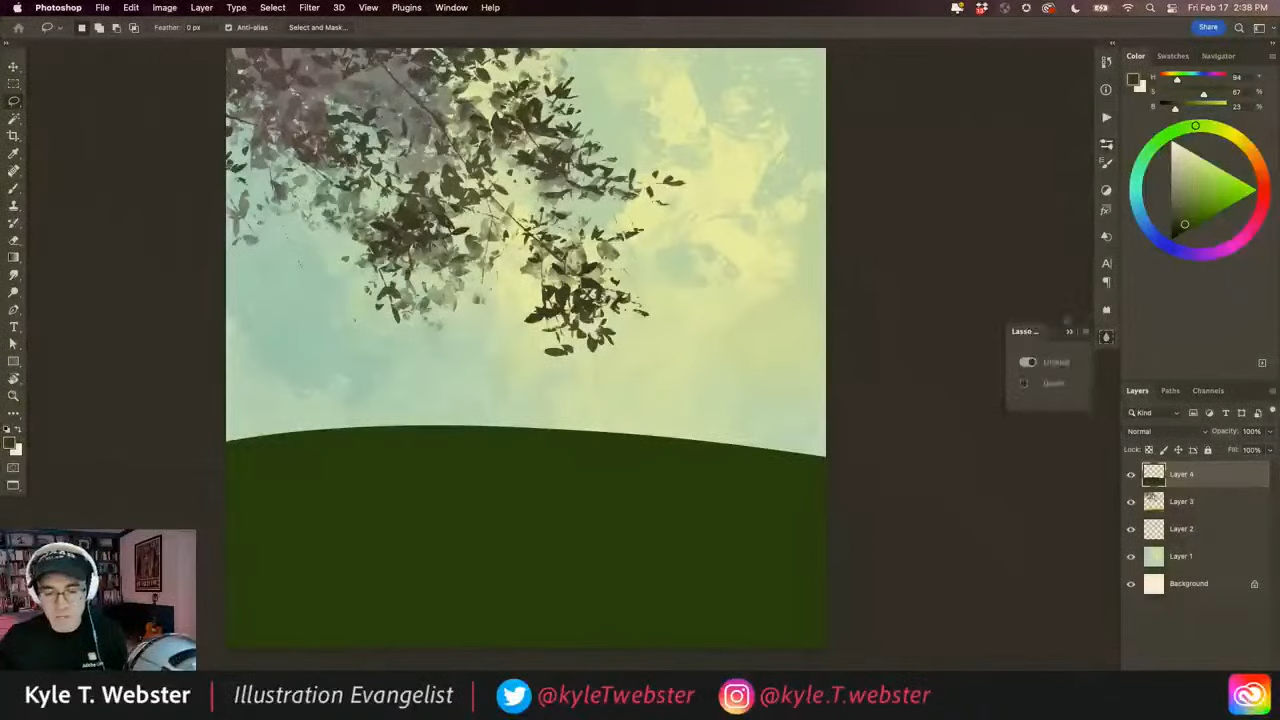 Photoshop File Edit Image Layer Type Select Filter 3D View Plugins Window Help
Fri Feb 17 2:38 PM
Feather: 0 px Anti-alias Select and Mask...
Share
Color Swatches Navigator
H 94 °
S 67 %
B 23 %
Lasso ...
Layers Paths Channels
Kind
Normal Opacity: 100%
Lock: Fill: 100%
Layer 4
Layer 3
Layer 2
Layer 1
Background
Kyle T. Webster | Illustration Evangelist @kyleTwebster @kyle.T.webster